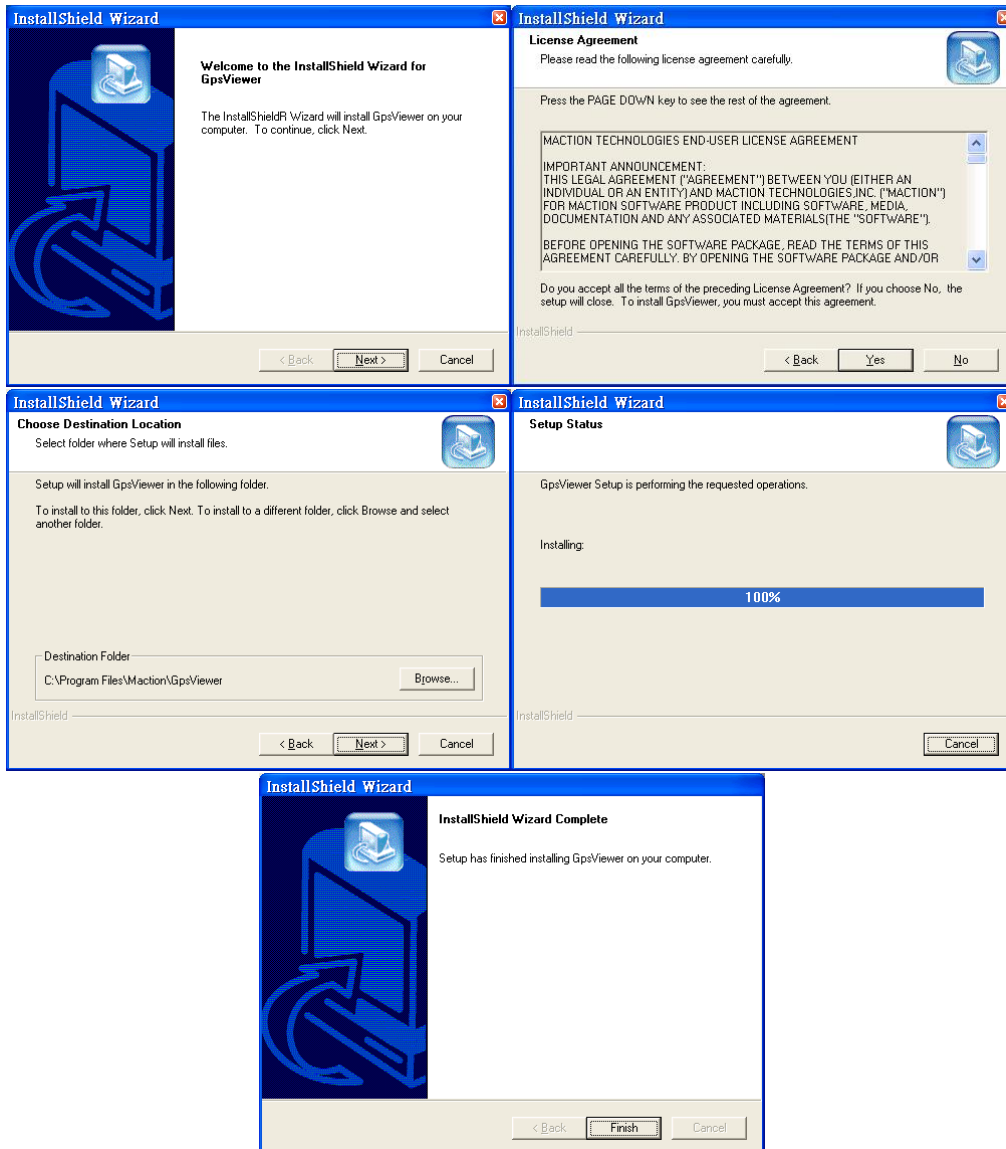 InstallShield Wizard
Welcome to the InstallShield Wizard for
GpsViewer
The InstallShieldR Wizard will install GpsViewer on your
computer. To continue, click Next.
< Back Next > Cancel
InstallShield Wizard
License Agreement
Please read the following license agreement carefully.
Press the PAGE DOWN key to see the rest of the agreement.
MACTION TECHNOLOGIES END-USER LICENSE AGREEMENT
IMPORTANT ANNOUNCEMENT:
THIS LEGAL AGREEMENT ("AGREEMENT") BETWEEN YOU (EITHER AN
INDIVIDUAL OR AN ENTITY) AND MACTION TECHNOLOGIES,INC. ("MACTION")
FOR MACTION SOFTWARE PRODUCT INCLUDING SOFTWARE, MEDIA,
DOCUMENTATION AND ANY ASSOCIATED MATERIALS(THE "SOFTWARE").
BEFORE OPENING THE SOFTWARE PACKAGE, READ THE TERMS OF THIS
AGREEMENT CAREFULLY. BY OPENING THE SOFTWARE PACKAGE AND/OR
Do you accept all the terms of the preceding License Agreement? If you choose No, the
setup will close. To install GpsViewer, you must accept this agreement.
InstallShield
< Back Yes No
InstallShield Wizard
Choose Destination Location
Select folder where Setup will install files.
Setup will install GpsViewer in the following folder.
To install to this folder, click Next. To install to a different folder, click Browse and select
another folder.
Destination Folder
C:\Program Files\Maction\GpsViewer Browse...
InstallShield
< Back Next > Cancel
InstallShield Wizard
Setup Status
GpsViewer Setup is performing the requested operations.
Installing:
100%
InstallShield
Cancel
InstallShield Wizard
InstallShield Wizard Complete
Setup has finished installing GpsViewer on your computer.
< Back Finish Cancel